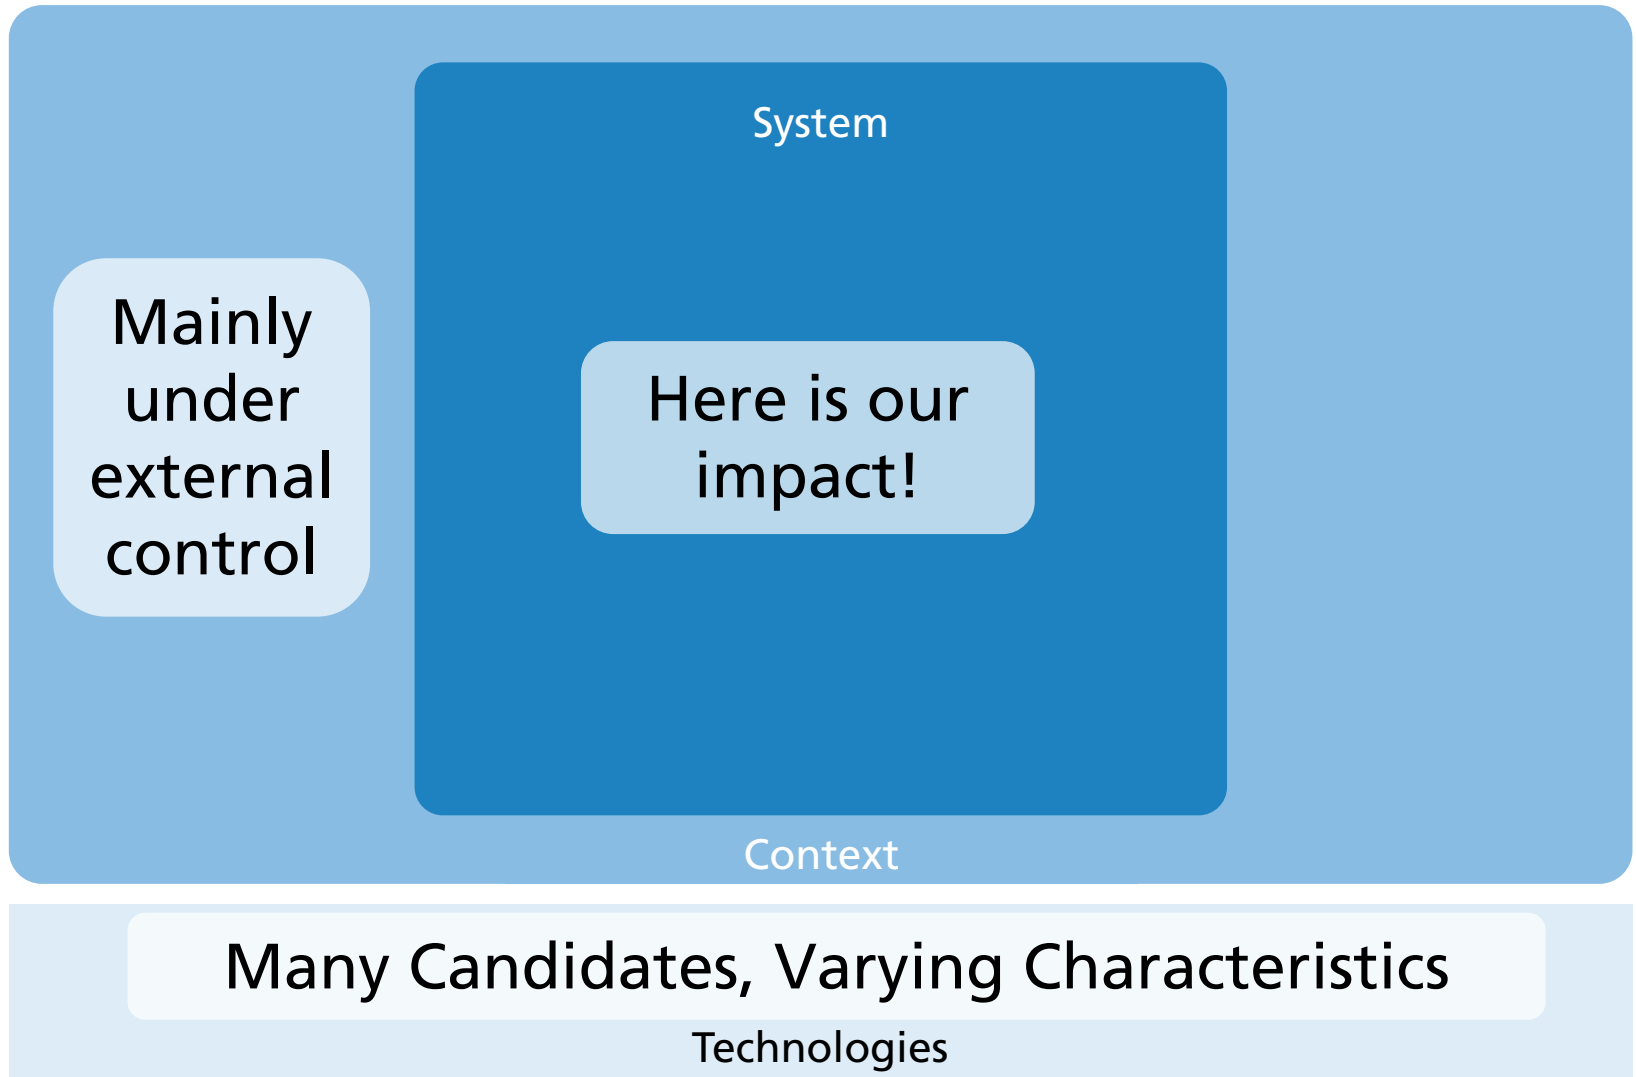 System
Mainly
under
external
control
Here is our
impact!
Context
Many Candidates, Varying Characteristics
Technologies